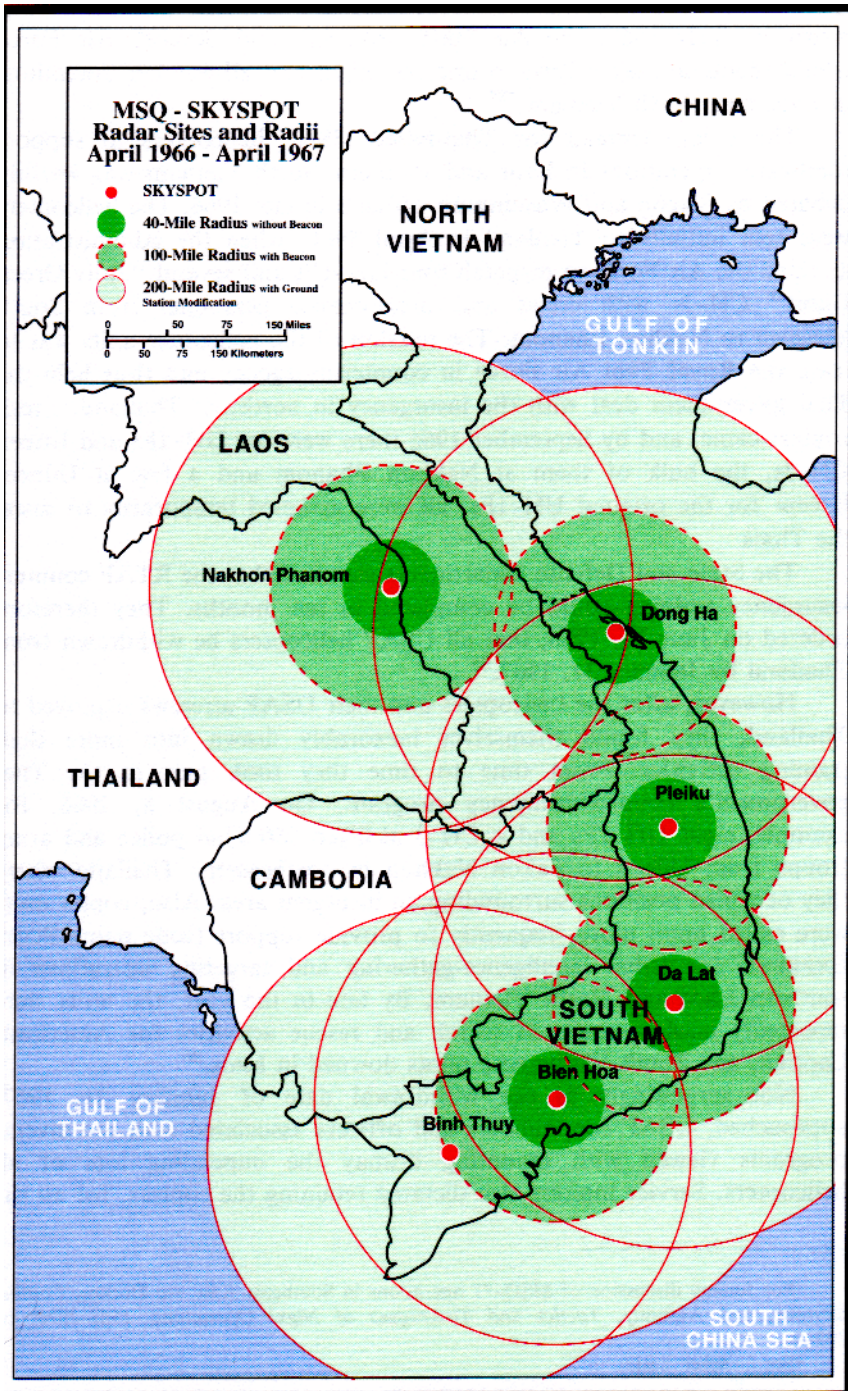 MSQ - SKYSPOT
Radar Sites and Radii
April 1966 - April 1967
SKYSPOT
40-Mile Radius without Beacon
100-Mile Radius with Beacon
200-Mile Radius with Ground
Station Modification
0 50 75 150 Miles
0 50 75 150 Kilometers
CHINA
NORTH
VIETNAM
GULF OF
TONKIN
LAOS
Nakhon Phanom
Dong Ha
THAILAND
Pleiku
CAMBODIA
Da Lat
SOUTH
VIETNAM
Bien Hoa
GULF OF
THAILAND
Binh Thuy
SOUTH
CHINA SEA